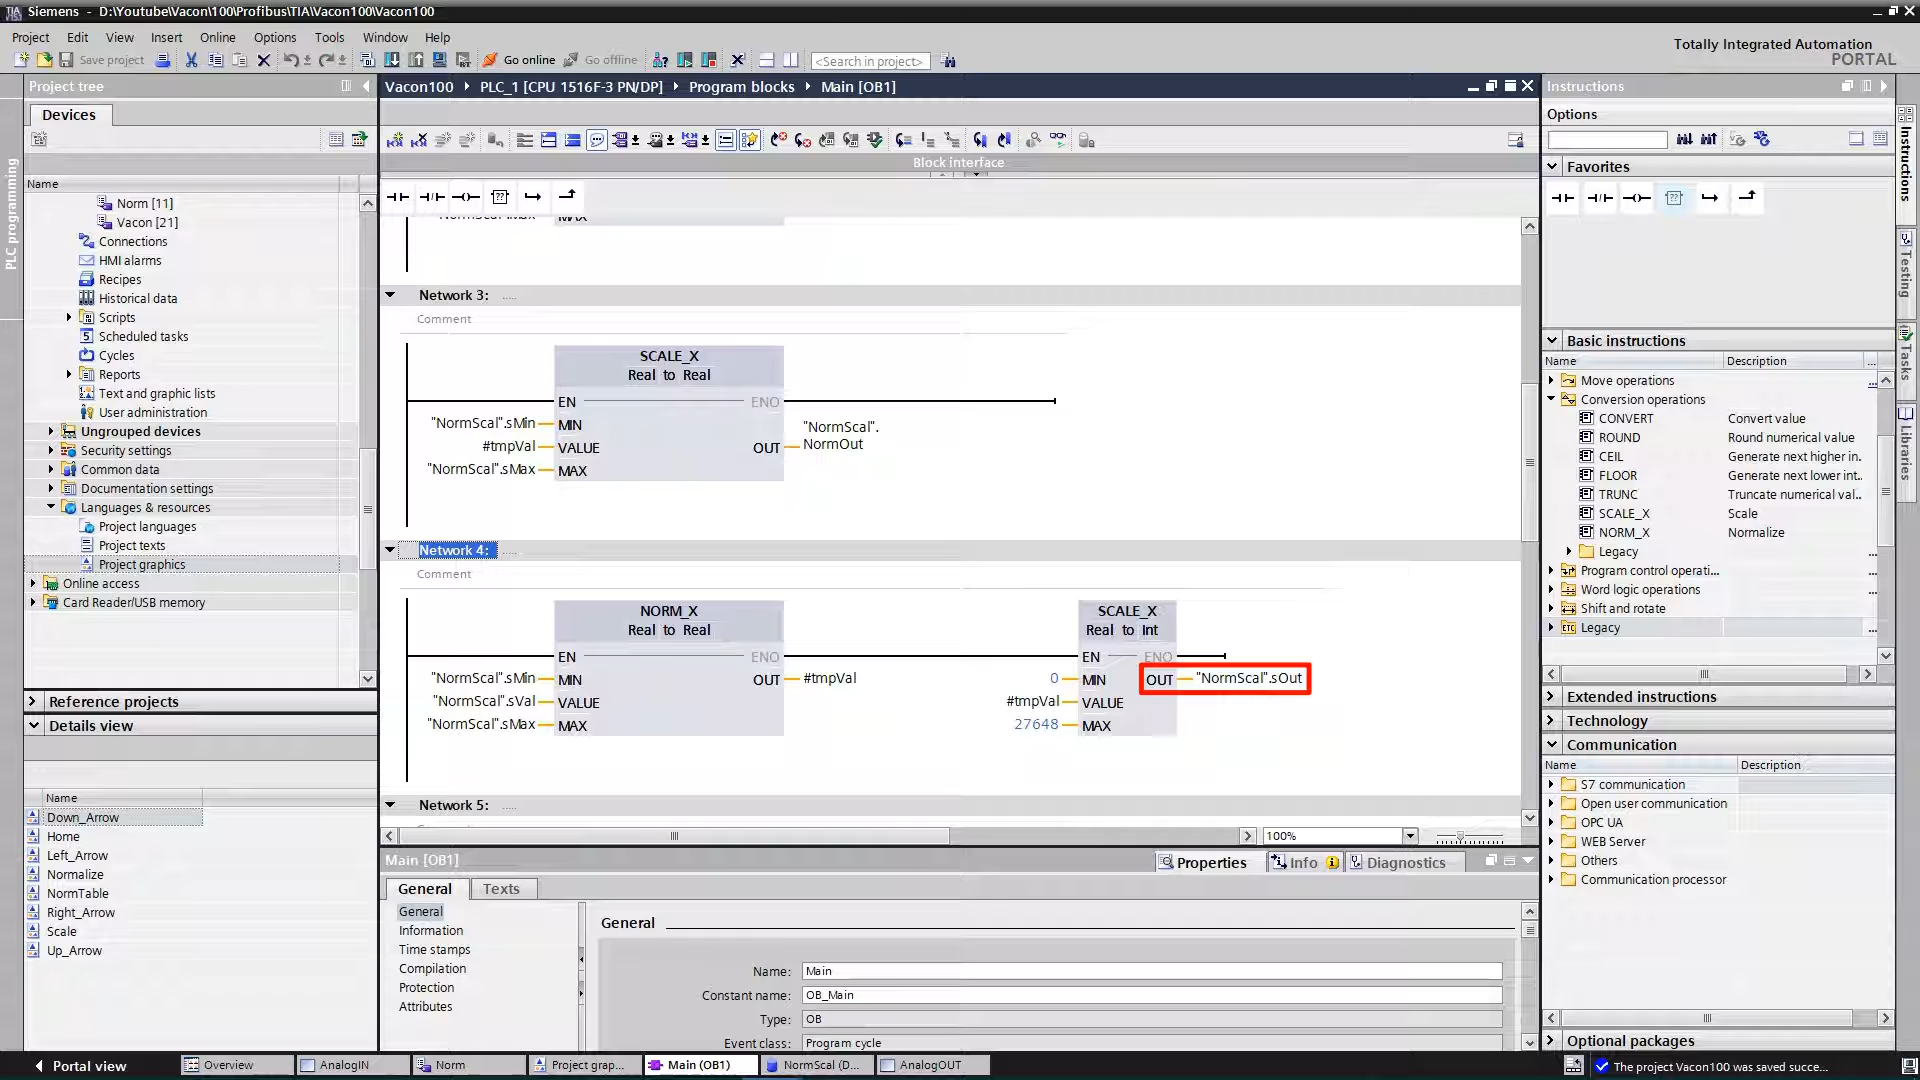 Siemens - D:\Youtube\Vacon\100\Profibus\TIA\Vacon100\Vacon100
Project Edit View Insert Online Options Tools Window Help
Totally Integrated Automation
PORTAL
Save project
Go online
Go offline
<Search in project>
Project tree
Vacon100 PLC_1 [CPU 1516F-3 PN/DP] Program blocks Main [OB1]
Instructions
Devices
Options
Block interface
Favorites
Name
Norm [11]
Vacon [21]
Connections
HMI alarms
Recipes
Historical data
Scripts
Scheduled tasks
Cycles
Reports
Text and graphic lists
User administration
Ungrouped devices
Security settings
Common data
Documentation settings
Languages & resources
Project languages
Project texts
Project graphics
Online access
Card Reader/USB memory
Reference projects
Details view
Name
Down_Arrow
Home
Left_Arrow
Normalize
NormTable
Right_Arrow
Scale
Up_Arrow
PLC programming
MAX
Network 3: .....
Comment
SCALE_X
Real to Real
EN ENO
"NormScal".sMin MIN
#tmpVal VALUE
"NormScal".sMax MAX
OUT "NormScal".
NormOut
Network 4: .....
Comment
NORM_X
Real to Real
EN ENO
"NormScal".sMin MIN OUT #tmpVal
"NormScal".sVal VALUE
"NormScal".sMax MAX
SCALE_X
Real to Int
EN ENO
0 MIN OUT "NormScal".sOut
#tmpVal VALUE
27648 MAX
Network 5: .....
100%
Main [OB1]
Properties Info Diagnostics
General Texts
General
Information
Time stamps
Compilation
Protection
Attributes
General
Name: Main
Constant name: OB_Main
Type: OB
Event class: Program cycle
Basic instructions
Name Description ...
Move operations ...
Conversion operations
CONVERT Convert value
ROUND Round numerical value
CEIL Generate next higher in..
FLOOR Generate next lower int..
TRUNC Truncate numerical val..
SCALE_X Scale
NORM_X Normalize
Legacy ...
Program control operati... ...
Word logic operations ...
Shift and rotate ...
Legacy ...
Extended instructions
Technology
Communication
Name Description
S7 communication
Open user communication
OPC UA
WEB Server
Others
Communication processor
Optional packages
Instructions
Testing
Tasks
Libraries
Portal view
Overview
AnalogIN
Norm
Project grap...
Main (OB1)
NormScal (D...
AnalogOUT
The project Vacon100 was saved succe...